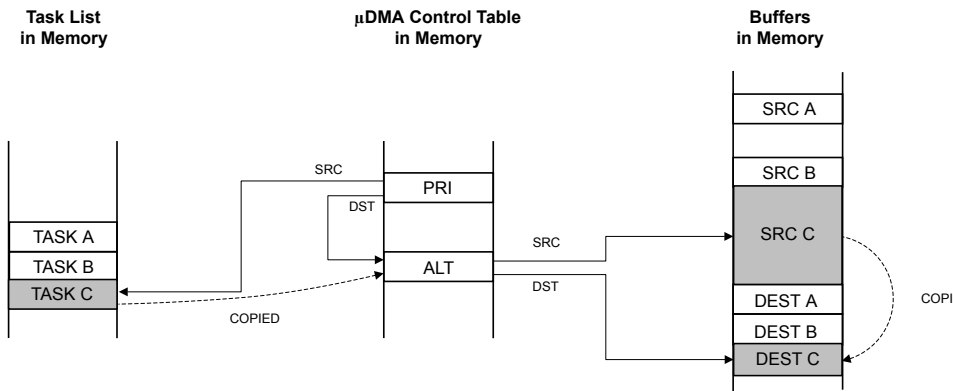 Task List
in Memory
µDMA Control Table
in Memory
Buffers
in Memory
SRC A
SRC B
SRC
PRI
DST
SRC C
TASK A
TASK B
TASK C
ALT
SRC
DST
COPIED
DEST A
DEST B
DEST C
COPI